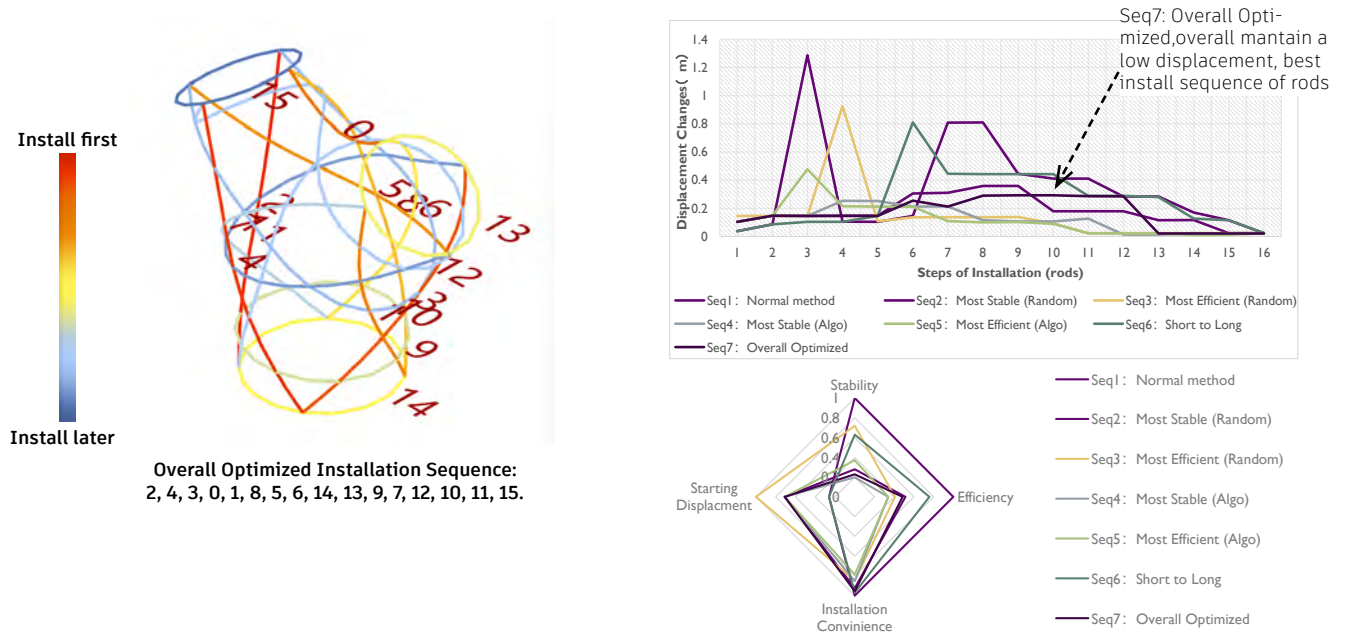 Install first
Install later
15
0
2
4
1
4
5
8
6
13
12
3
10
9
14
Overall Optimized Installation Sequence:
2, 4, 3, 0, 1, 8, 5, 6, 14, 13, 9, 7, 12, 10, 11, 15.
Seq7: Overall Opti-
mized,overall mantain a
low displacement, best
install sequence of rods
Displacement Changes( m)
1.4
1.2
1
0.8
0.6
0.4
0.2
0
1 2 3 4 5 6 7 8 9 10 11 12 13 14 15 16
Steps of Installation (rods)
Seq1: Normal method
Seq2: Most Stable (Random)
Seq3: Most Efficient (Random)
Seq4: Most Stable (Algo)
Seq5: Most Efficient (Algo)
Seq6: Short to Long
Seq7: Overall Optimized
Stability
1
0.8
0.6
0.4
0
Starting
Displacment
Efficiency
Installation
Convinience
Seq1: Normal method
Seq2: Most Stable (Random)
Seq3: Most Efficient (Random)
Seq4: Most Stable (Algo)
Seq5: Most Efficient (Algo)
Seq6: Short to Long
Seq7: Overall Optimized